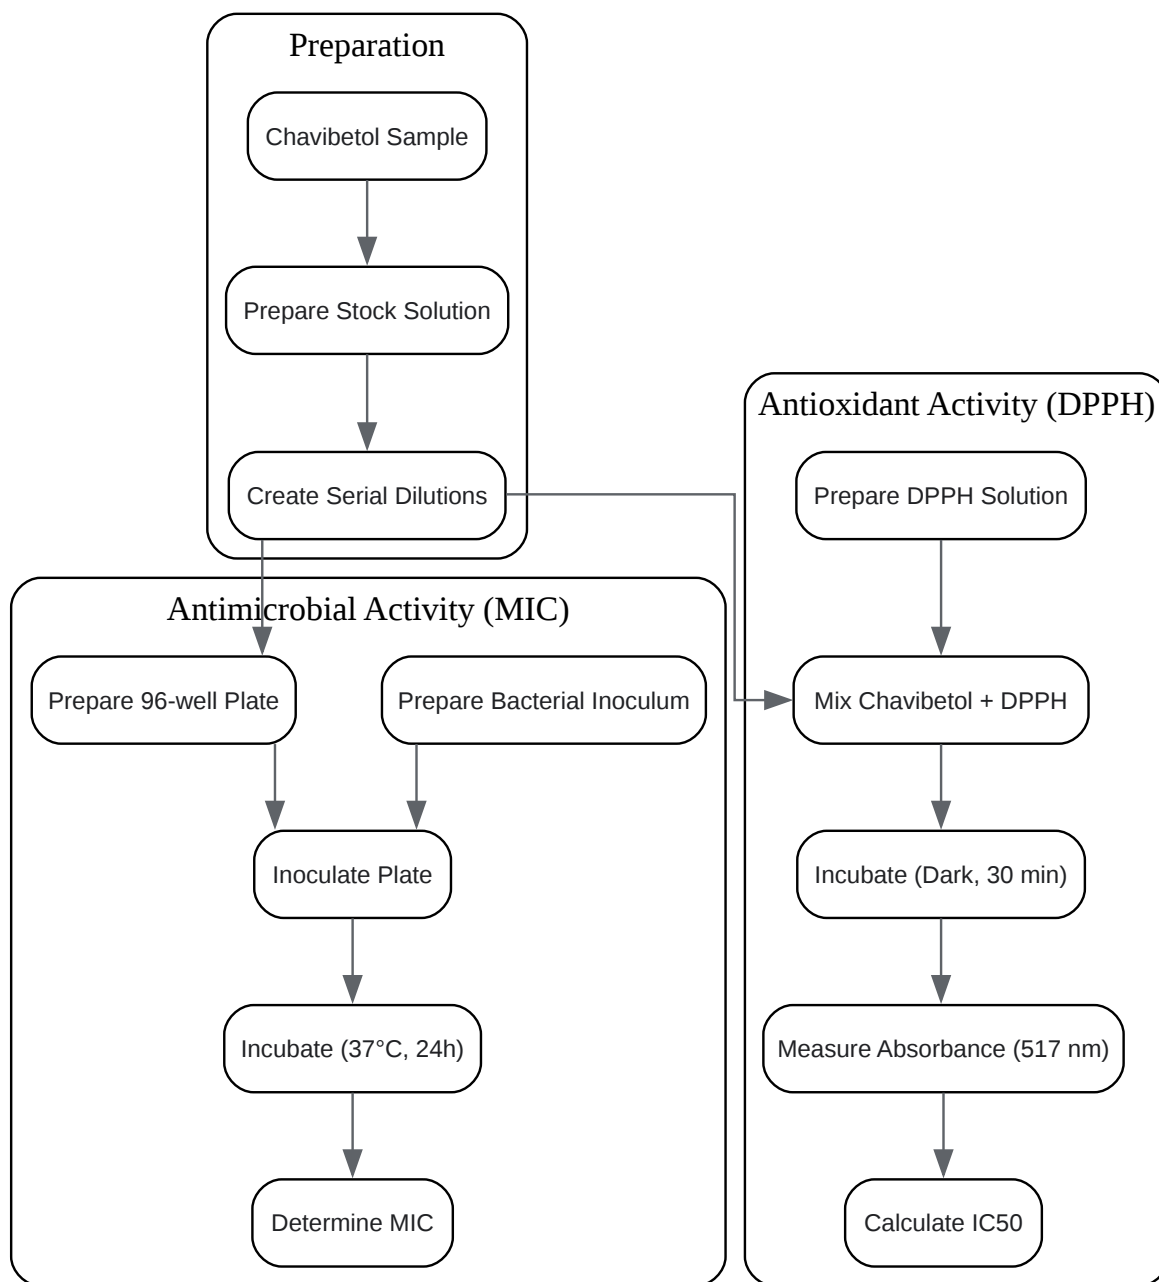 Preparation
Chavibetol Sample
Prepare Stock Solution
Create Serial Dilutions
Antimicrobial Activity (MIC)
Prepare 96-well Plate
Prepare Bacterial Inoculum
Inoculate Plate
Incubate (37°C, 24h)
Determine MIC
Antioxidant Activity (DPPH)
Prepare DPPH Solution
Mix Chavibetol + DPPH
Incubate (Dark, 30 min)
Measure Absorbance (517 nm)
Calculate IC50